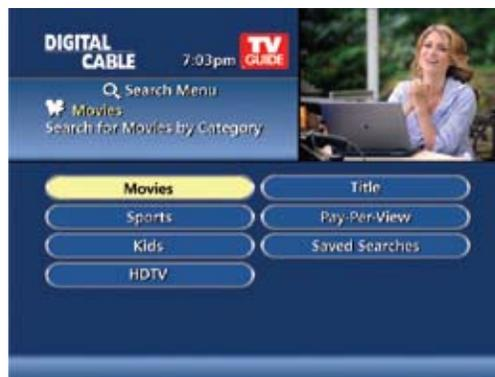 DIGITAL
CABLE
7:03pm
TV
GUIDE
Search Menu
Movies
Search for Movies by Category
Movies
Title
Sports
Pay-Per-View
Kids
Saved Searches
HDTV